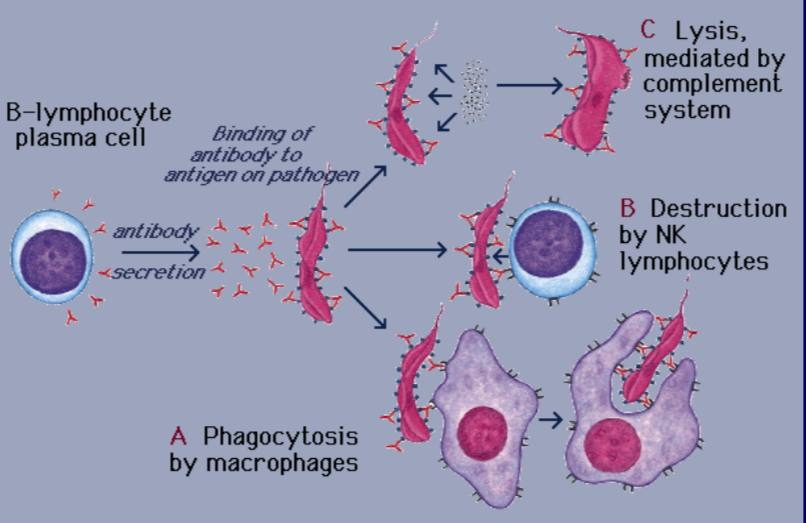 B-lymphocyte
plasma cell
antibody
secretion
Binding of
antibody to
antigen on pathogen
C Lysis,
mediated by
complement
system
B Destruction
by NK
lymphocytes
A Phagocytosis
by macrophages